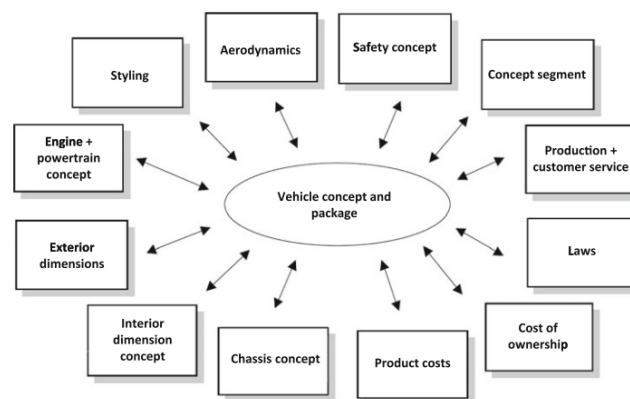 Aerodynamics
Safety concept
Styling
Concept segment
Engine +
powertrain
concept
Production +
customer service
Vehicle concept and
package
Exterior
dimensions
Laws
Interior
dimension
concept
Chassis concept
Product costs
Cost of
ownership